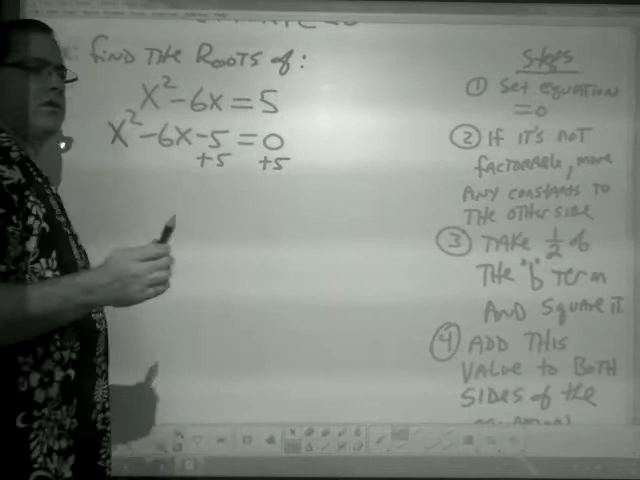 Find The Roots of:
x² - 6x = 5
x² - 6x - 5 = 0
+5 +5
Steps
① Set equation
= 0
② If it's not
factorable, move
any constants to
the other side
③ Take 1/2 of
the "b" term
and square it.
④ Add this
value to both
sides of the